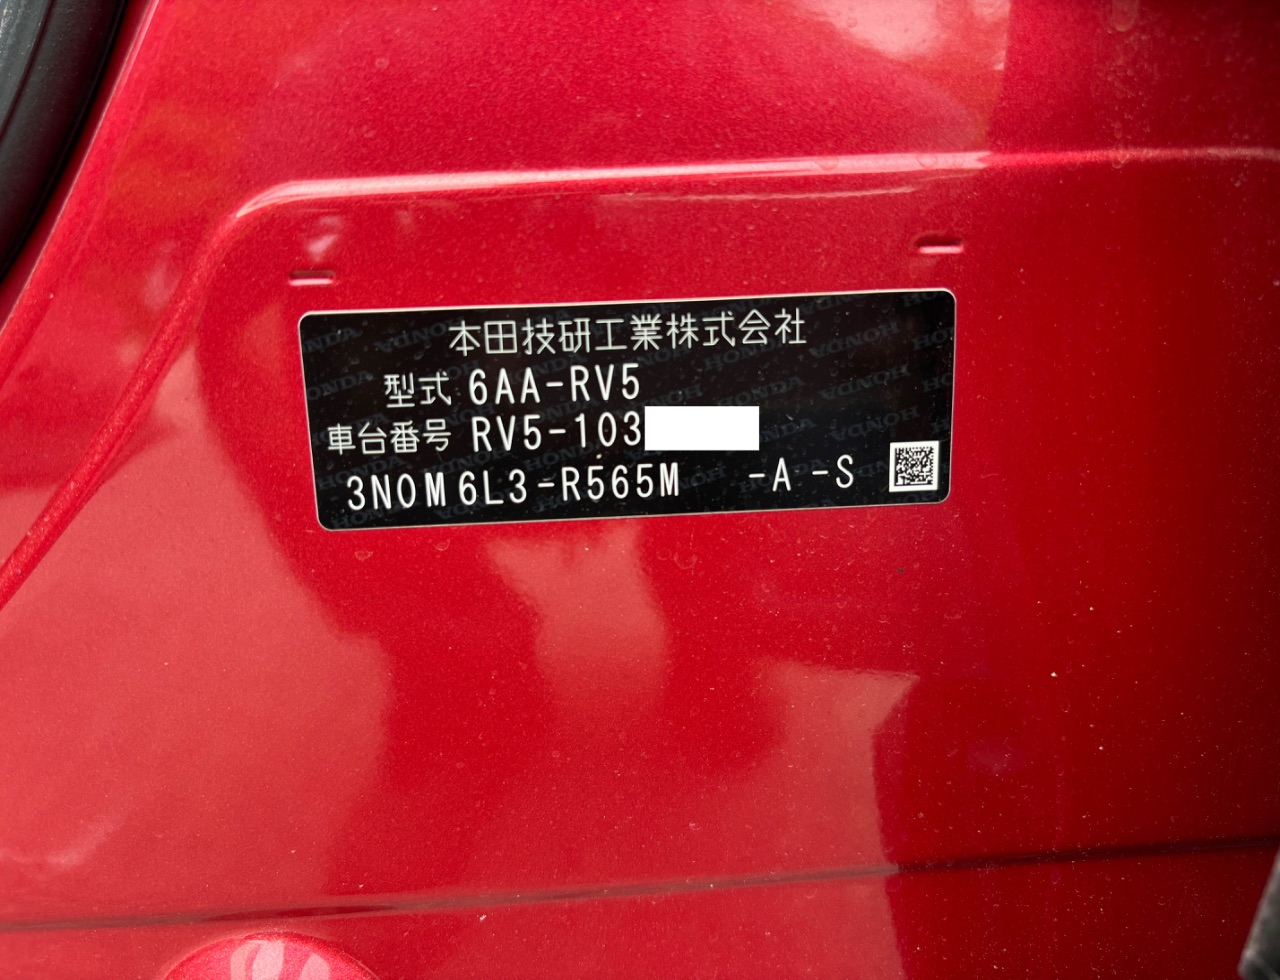 本田技研工業株式会社
型式 6AA-RV5
車台番号 RV5-103
3N0M6L3-R565M -A -S